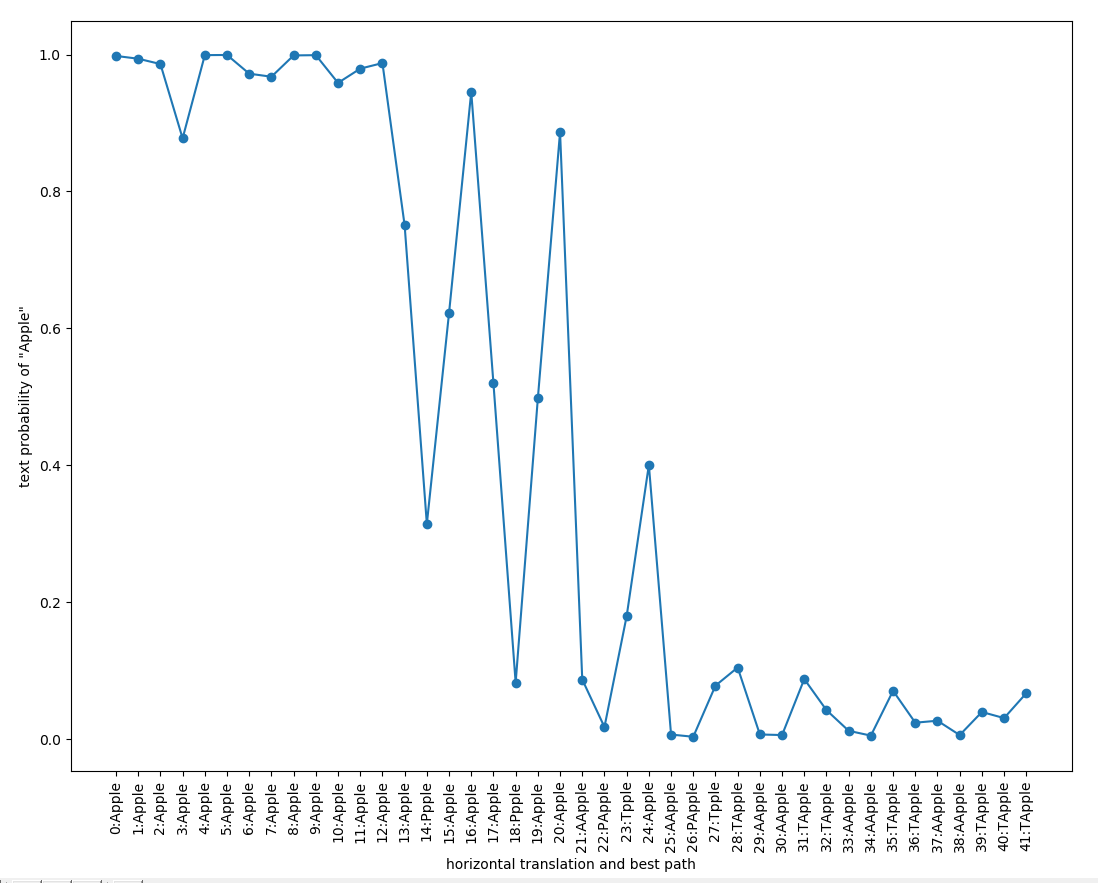 1.0
0.8
0.6
0.4
0.2
0.0
text probability of "Apple"
0:Apple
1:Apple
2:Apple
3:Apple
4:Apple
5:Apple
6:Apple
7:Apple
8:Apple
9:Apple
10:Apple
11:Apple
12:Apple
13:Apple
14:Ppple
15:Apple
16:Apple
17:Apple
18:Ppple
19:Apple
20:Apple
21:AApple
22:PApple
23:Tpple
24:Apple
25:AApple
26:PApple
27:Tpple
28:TApple
29:AApple
30:AApple
31:TApple
32:TApple
33:AApple
34:AApple
35:TApple
36:TApple
37:AApple
38:AApple
39:TApple
40:TApple
41:TApple
horizontal translation and best path